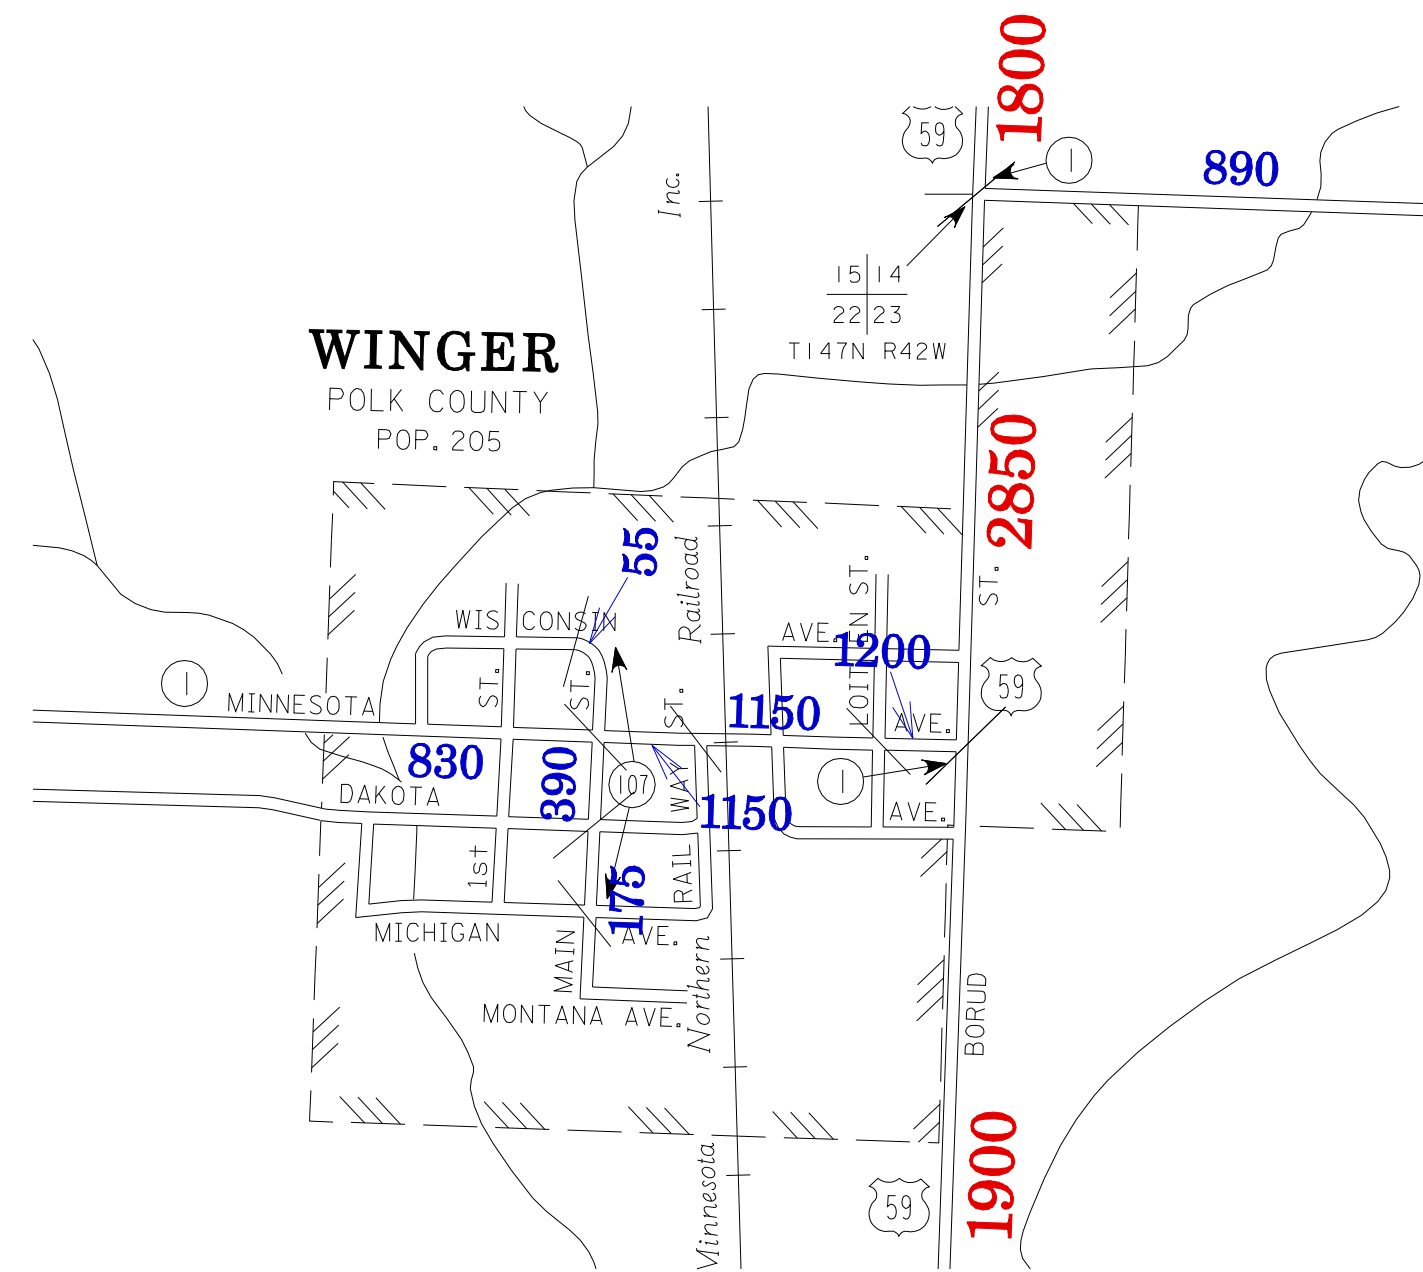 1800
59
1
890
Inc.
15 14
22 23
T147N R42W
WINGER
POLK COUNTY
POP. 205
2850
55
Railroad
LOITEN ST.
ST.
WISCONSIN
AVE.
1200
1
MINNESOTA
ST.
ST.
ST.
1150
AVE.
59
830
390
107
WAY
1
DAKOTA
1150
AVE.
1st
175
RAIL
MICHIGAN
MAIN
AVE.
Northern
MONTANA AVE.
BORUD
1900
Minnesota
59